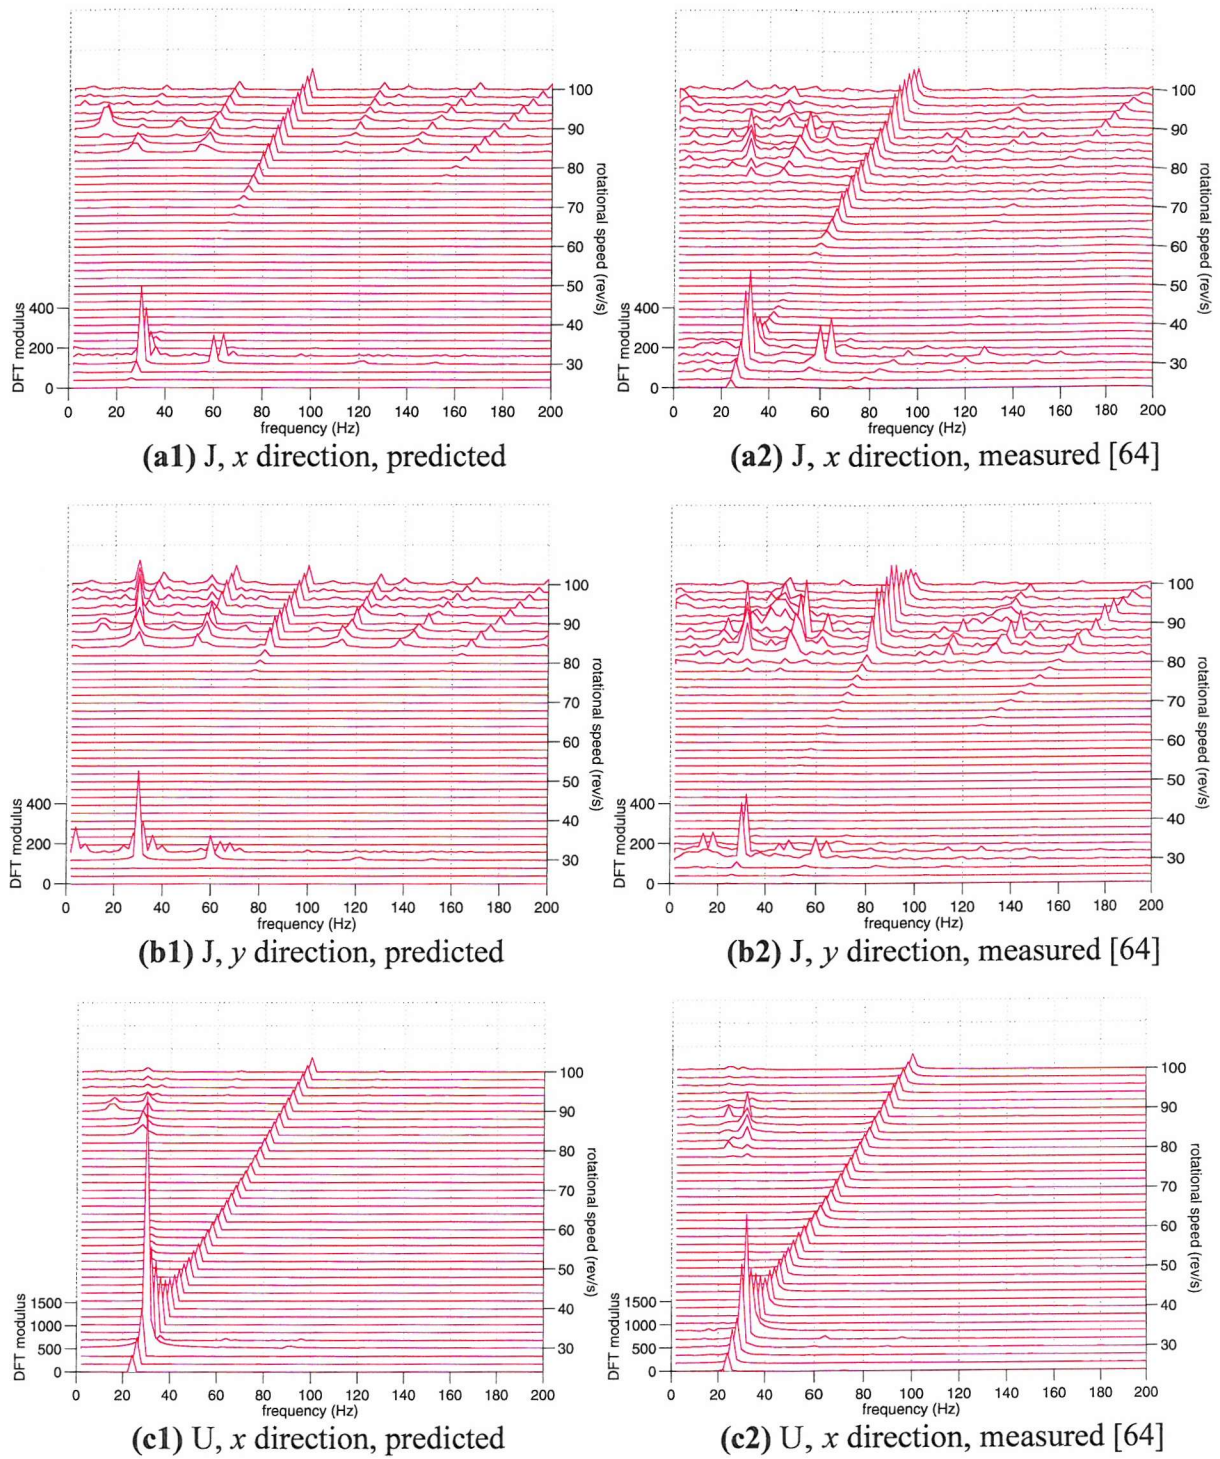 100
90
80
70
60
50
40
30
rotational speed (rev/s)
DFT modulus
400
200
0
0 20 40 60 80 100 120 140 160 180 200
frequency (Hz)
(a1) J, x direction, predicted
100
90
80
70
60
50
40
30
rotational speed (rev/s)
DFT modulus
400
200
0
0 20 40 60 80 100 120 140 160 180 200
frequency (Hz)
(a2) J, x direction, measured [64]
100
90
80
70
60
50
40
30
rotational speed (rev/s)
DFT modulus
400
200
0
0 20 40 60 80 100 120 140 160 180 200
frequency (Hz)
(b1) J, y direction, predicted
100
90
80
70
60
50
40
30
rotational speed (rev/s)
DFT modulus
400
200
0
0 20 40 60 80 100 120 140 160 180 200
frequency (Hz)
(b2) J, y direction, measured [64]
100
90
80
70
60
50
40
30
rotational speed (rev/s)
DFT modulus
1500
1000
500
0
0 20 40 60 80 100 120 140 160 180 200
frequency (Hz)
(c1) U, x direction, predicted
100
90
80
70
60
50
40
30
rotational speed (rev/s)
DFT modulus
1500
1000
500
0
0 20 40 60 80 100 120 140 160 180 200
frequency (Hz)
(c2) U, x direction, measured [64]